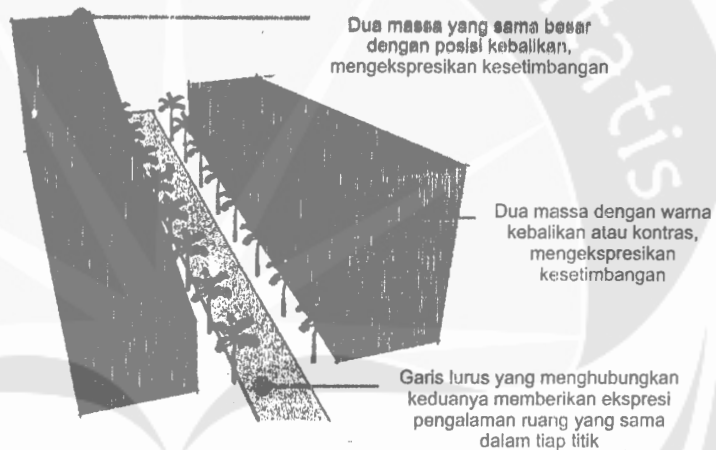 Dua massa yang sama besar
dengan posisi kebalikan,
mengekspresikan kesetimbangan
Dua massa dengan warna
kebalikan atau kontras,
mengekspresikan
kesetimbangan
Garis lurus yang menghubungkan
keduanya memberikan ekspresi
pengalaman ruang yang sama
dalam tiap titik